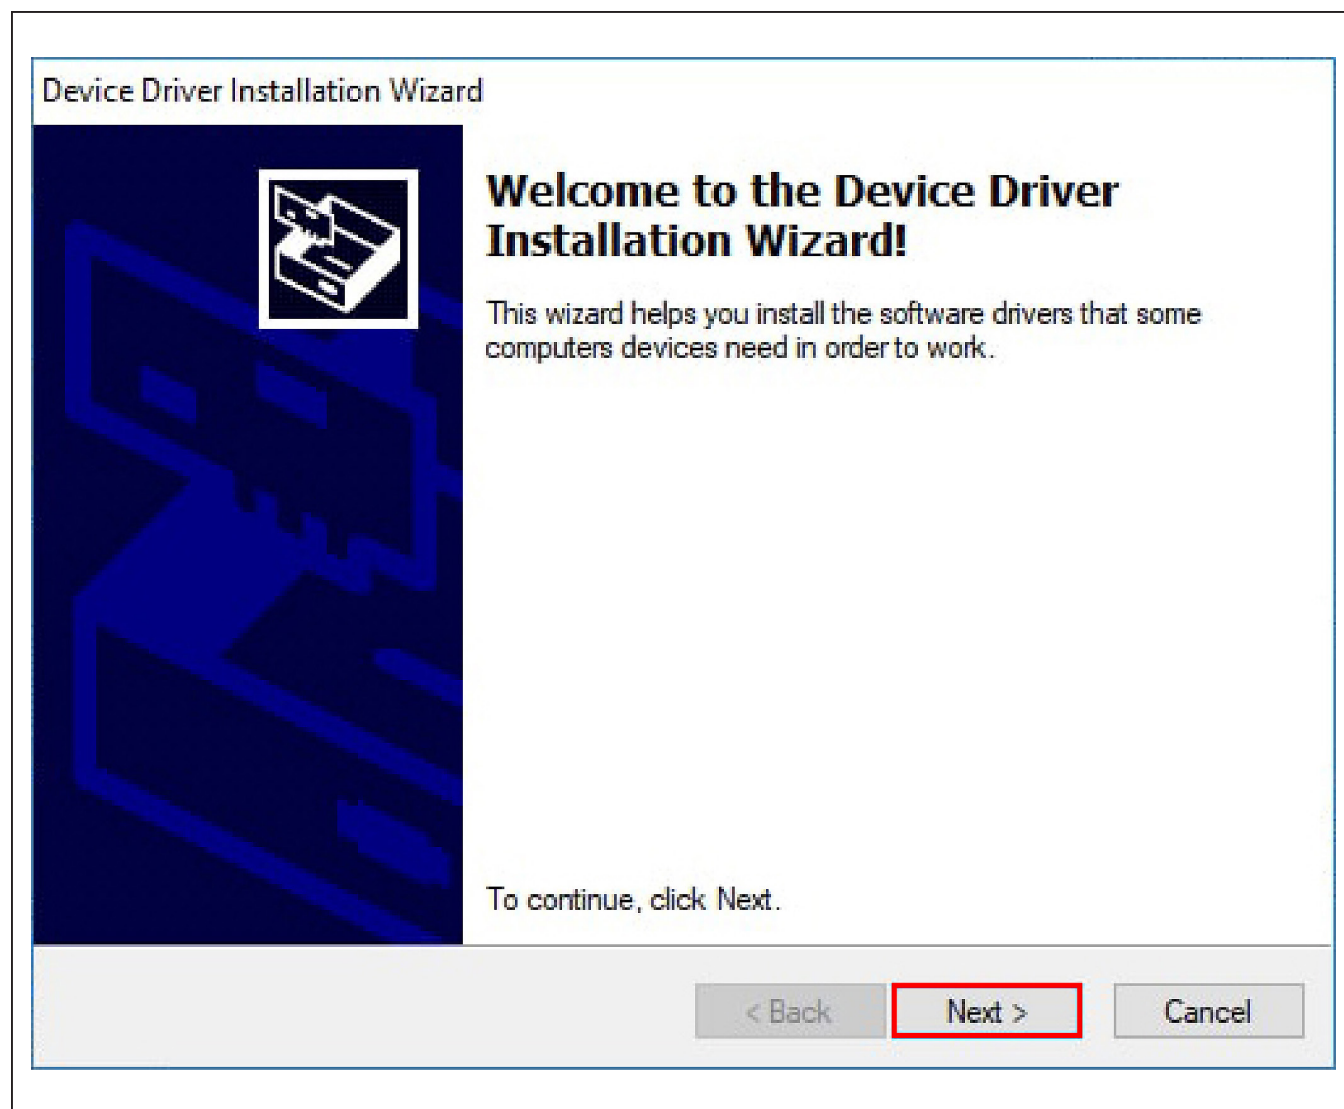 Device Driver Installation Wizard
Welcome to the Device Driver
Installation Wizard!
This wizard helps you install the software drivers that some
computers devices need in order to work.
To continue, click Next.
< Back
Next >
Cancel